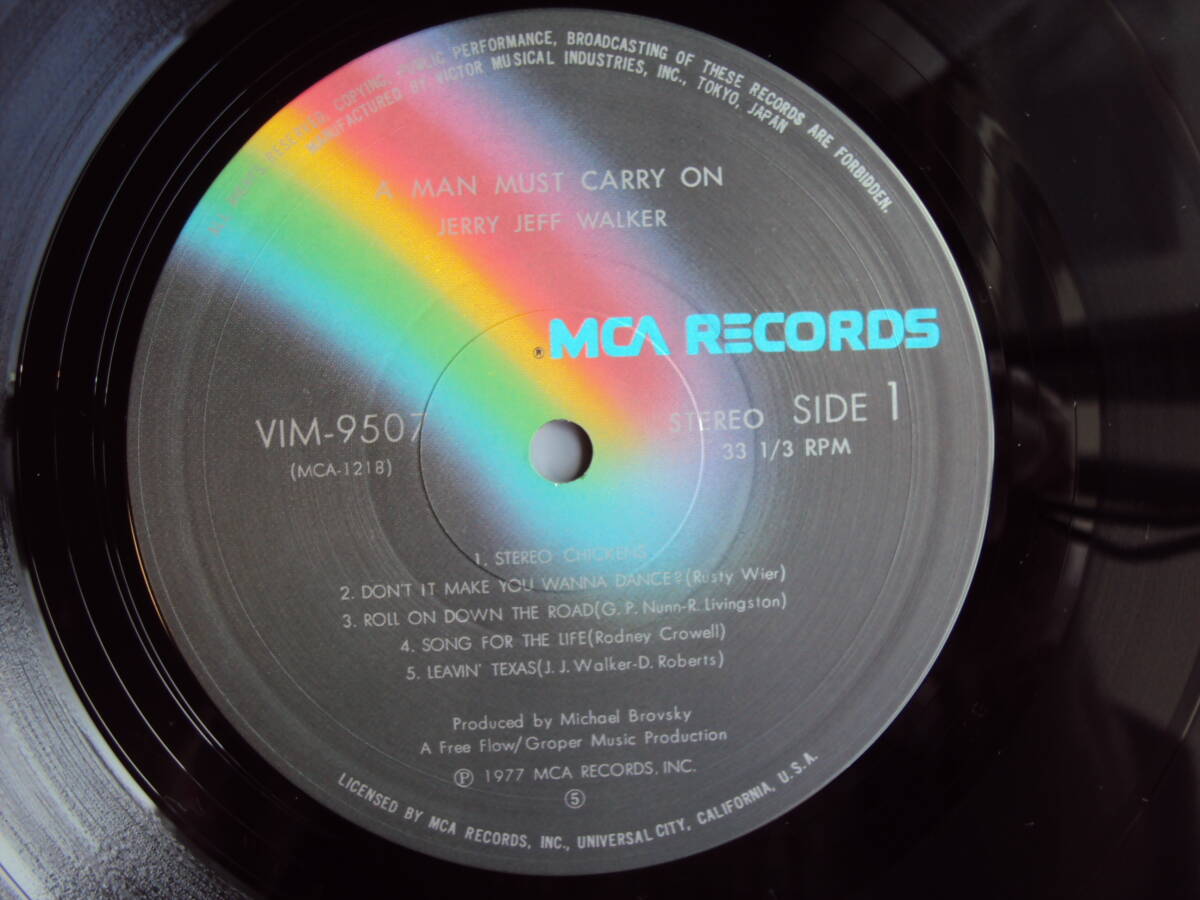 ALL RIGHTS RESERVED. COPYING, PUBLIC PERFORMANCE, BROADCASTING OF THESE RECORDS ARE FORBIDDEN.
MANUFACTURED BY VICTOR MUSICAL INDUSTRIES, INC., TOKYO, JAPAN
A MAN MUST CARRY ON
JERRY JEFF WALKER
® MCA RECORDS
VIM-9507
(MCA-1218)
STEREO SIDE 1
33 1/3 RPM
1. STEREO CHICKENS
2. DON'T IT MAKE YOU WANNA DANCE? (Rusty Wier)
3. ROLL ON DOWN THE ROAD (G. P. Nunn-R. Livingston)
4. SONG FOR THE LIFE (Rodney Crowell)
5. LEAVIN' TEXAS (J. J. Walker-D. Roberts)
Produced by Michael Brovsky
A Free Flow/Groper Music Production
Ⓟ 1977 MCA RECORDS, INC.
⑤
LICENSED BY MCA RECORDS, INC., UNIVERSAL CITY, CALIFORNIA, U.S.A.